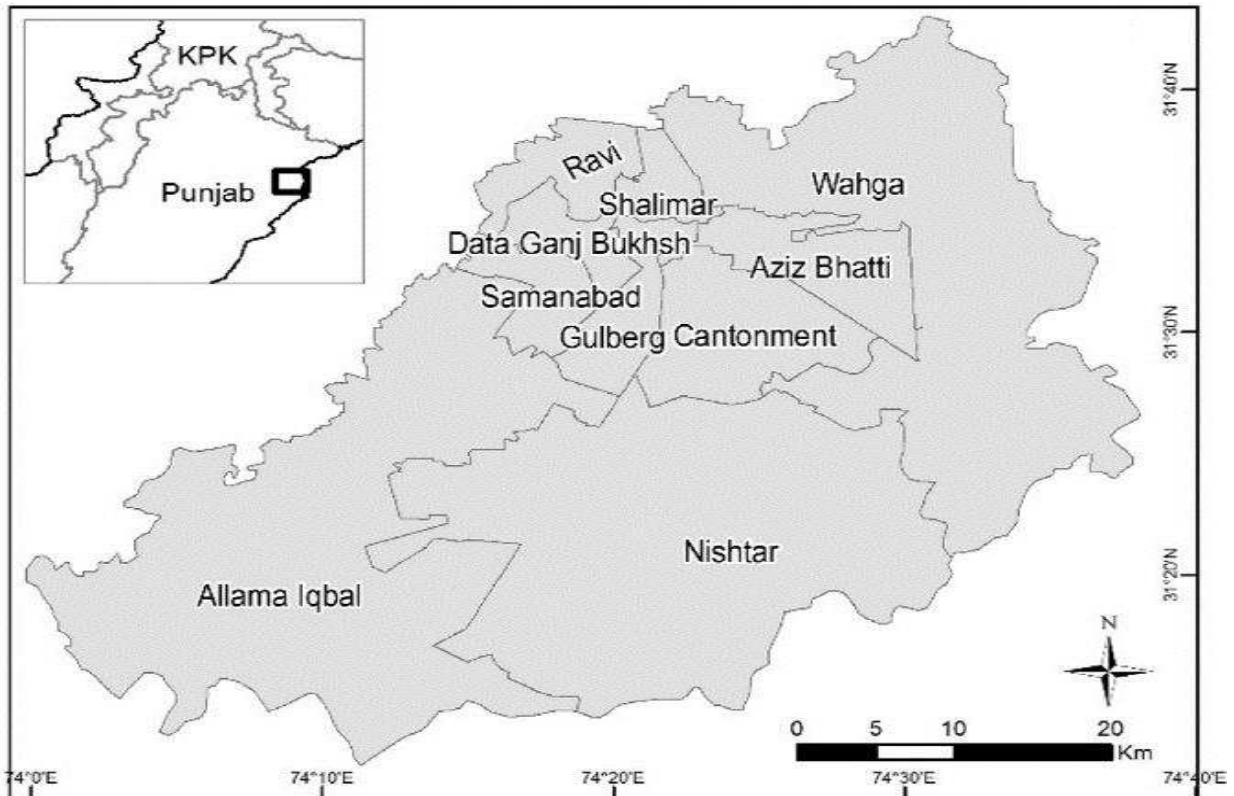 KPK
Punjab
Ravi
Wahga
Shalimar
Data Ganj Bukhsh
Aziz Bhatti
Samanabad
Gulberg
Cantonment
Nishtar
Allama Iqbal
31°40'N
31°30'N
31°20'N
N
0 5 10 20
Km
74°0'E 74°10'E 74°20'E 74°30'E 74°40'E